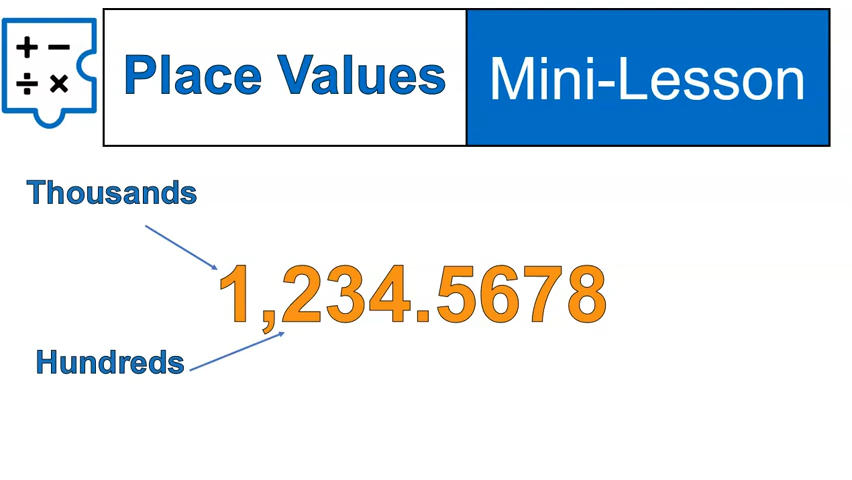 + −
÷ ×
Place Values
Mini-Lesson
Thousands
1,234.5678
Hundreds